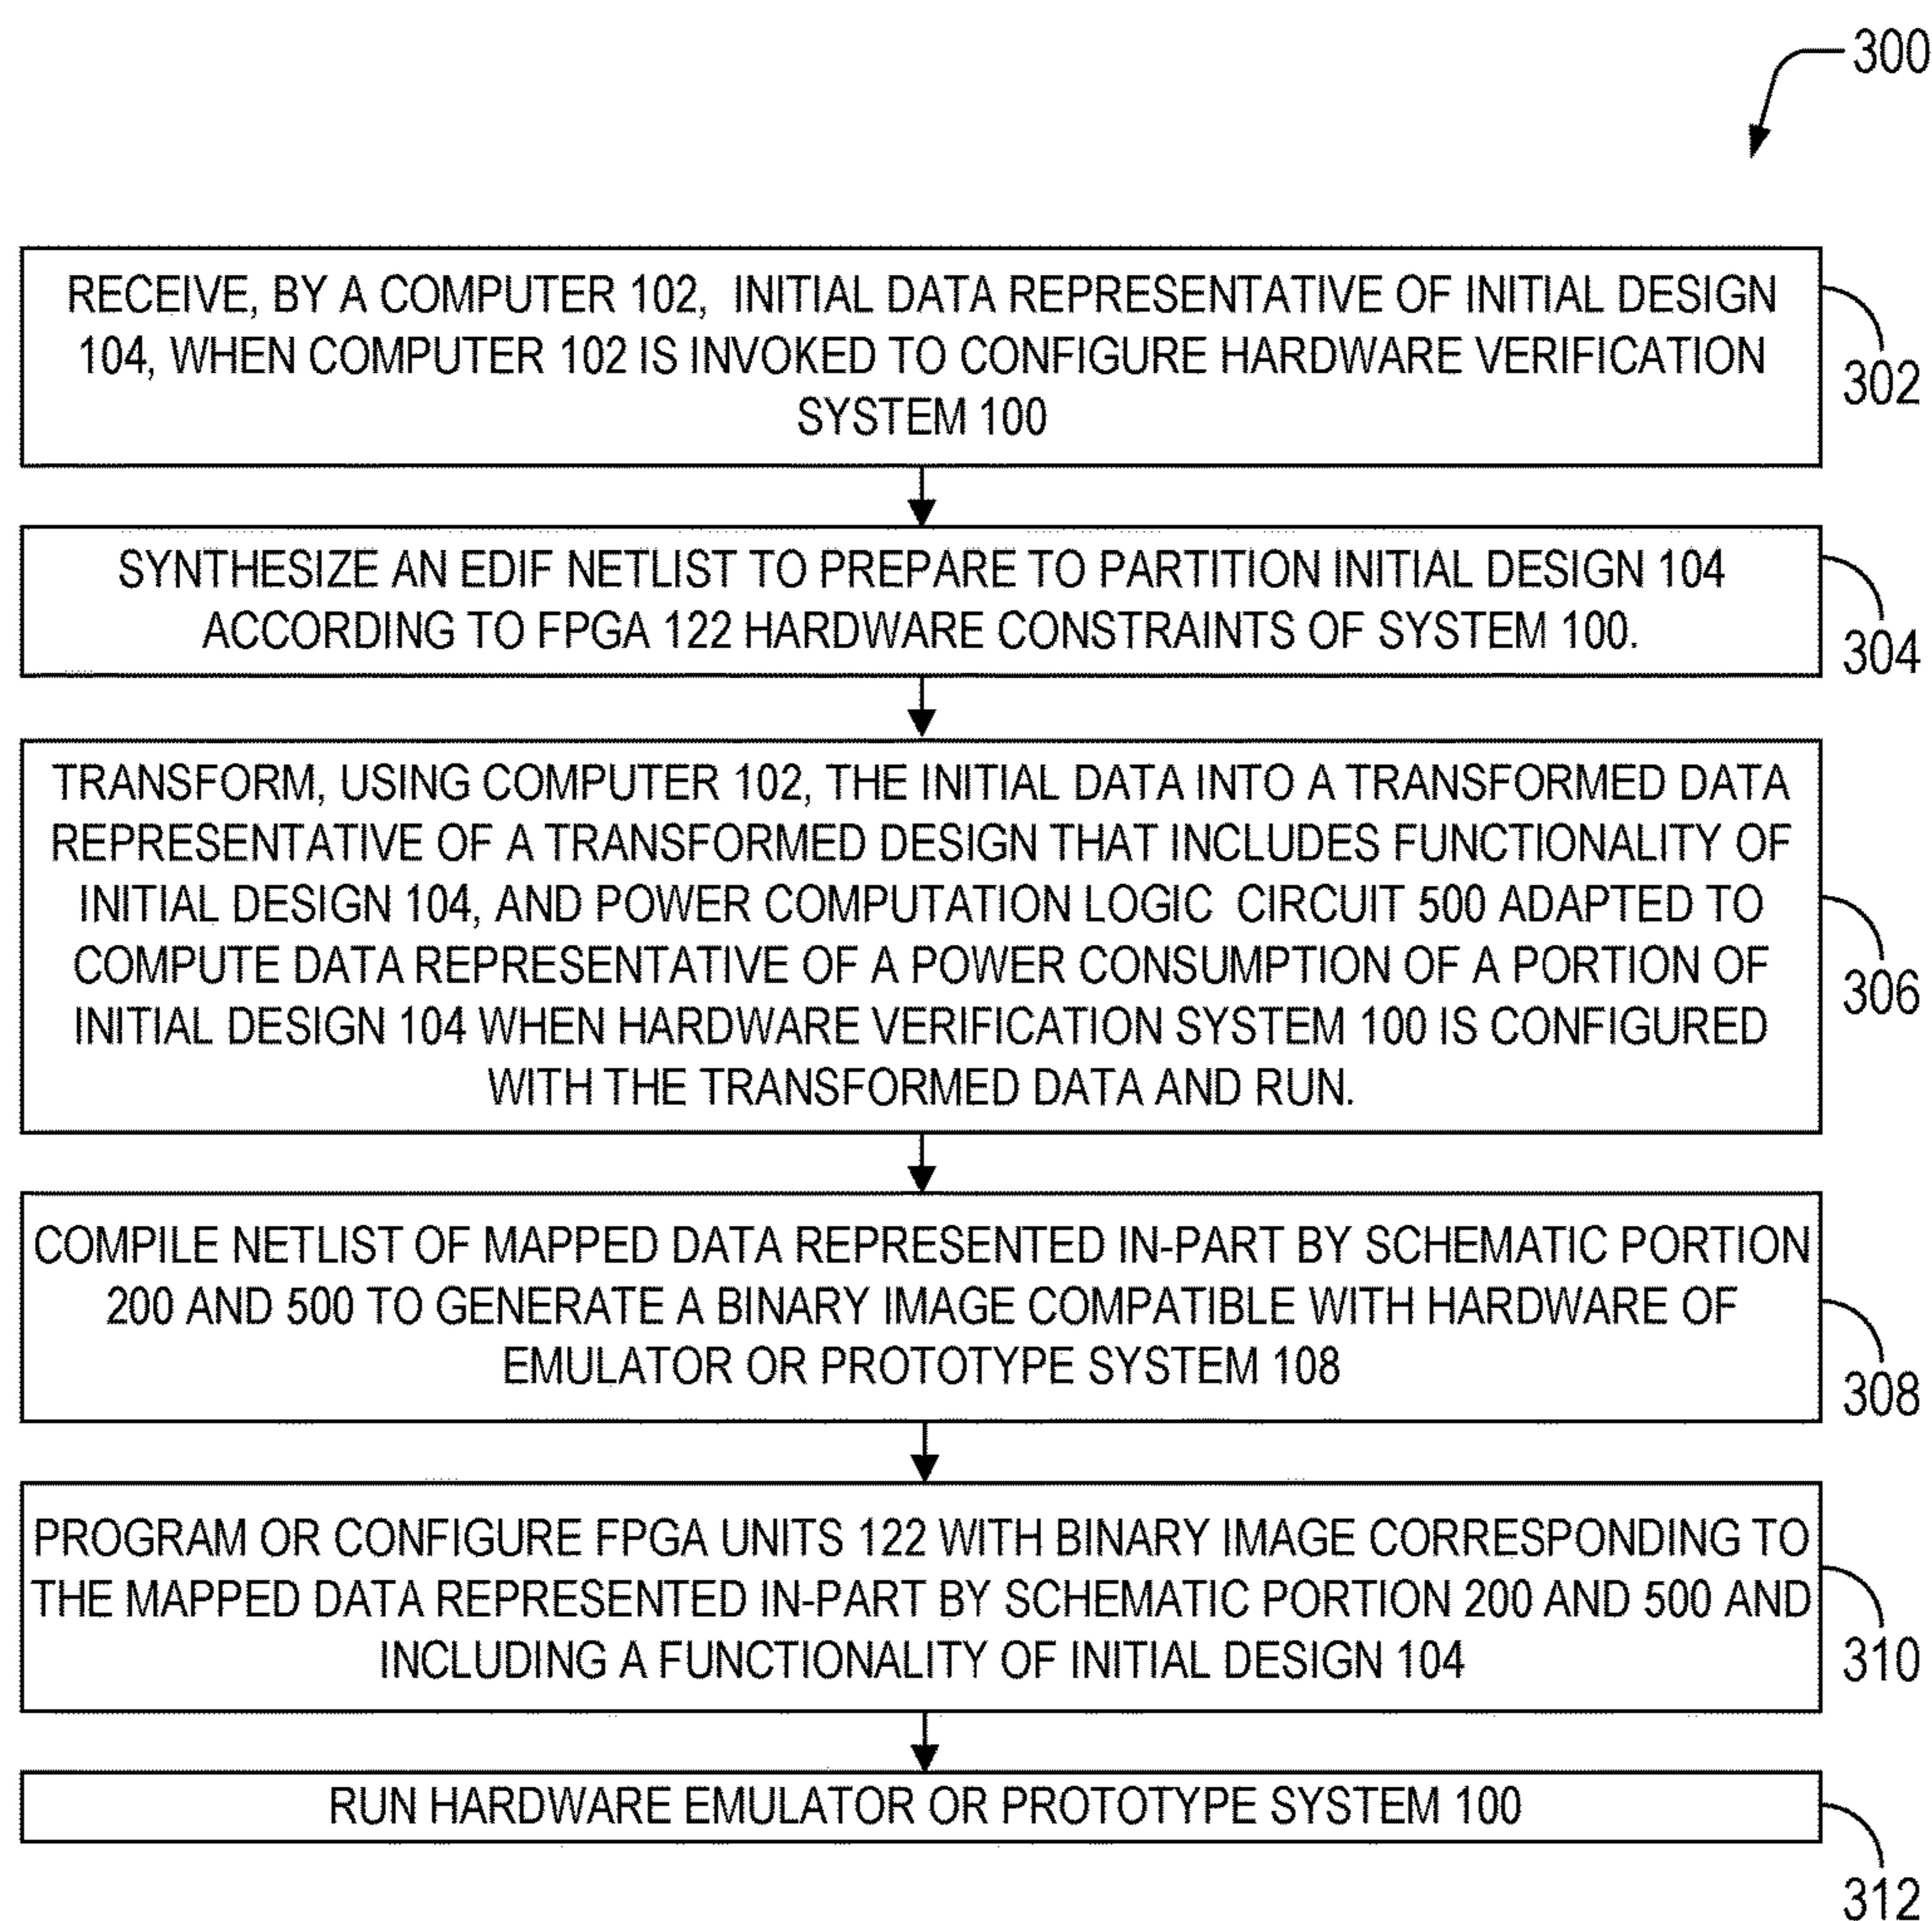 300
RECEIVE, BY A COMPUTER 102, INITIAL DATA REPRESENTATIVE OF INITIAL DESIGN
104, WHEN COMPUTER 102 IS INVOKED TO CONFIGURE HARDWARE VERIFICATION
SYSTEM 100
302
SYNTHESIZE AN EDIF NETLIST TO PREPARE TO PARTITION INITIAL DESIGN 104
ACCORDING TO FPGA 122 HARDWARE CONSTRAINTS OF SYSTEM 100.
304
TRANSFORM, USING COMPUTER 102, THE INITIAL DATA INTO A TRANSFORMED DATA
REPRESENTATIVE OF A TRANSFORMED DESIGN THAT INCLUDES FUNCTIONALITY OF
INITIAL DESIGN 104, AND POWER COMPUTATION LOGIC CIRCUIT 500 ADAPTED TO
COMPUTE DATA REPRESENTATIVE OF A POWER CONSUMPTION OF A PORTION OF
INITIAL DESIGN 104 WHEN HARDWARE VERIFICATION SYSTEM 100 IS CONFIGURED
WITH THE TRANSFORMED DATA AND RUN.
306
COMPILE NETLIST OF MAPPED DATA REPRESENTED IN-PART BY SCHEMATIC PORTION
200 AND 500 TO GENERATE A BINARY IMAGE COMPATIBLE WITH HARDWARE OF
EMULATOR OR PROTOTYPE SYSTEM 108
308
PROGRAM OR CONFIGURE FPGA UNITS 122 WITH BINARY IMAGE CORRESPONDING TO
THE MAPPED DATA REPRESENTED IN-PART BY SCHEMATIC PORTION 200 AND 500 AND
INCLUDING A FUNCTIONALITY OF INITIAL DESIGN 104
310
RUN HARDWARE EMULATOR OR PROTOTYPE SYSTEM 100
312